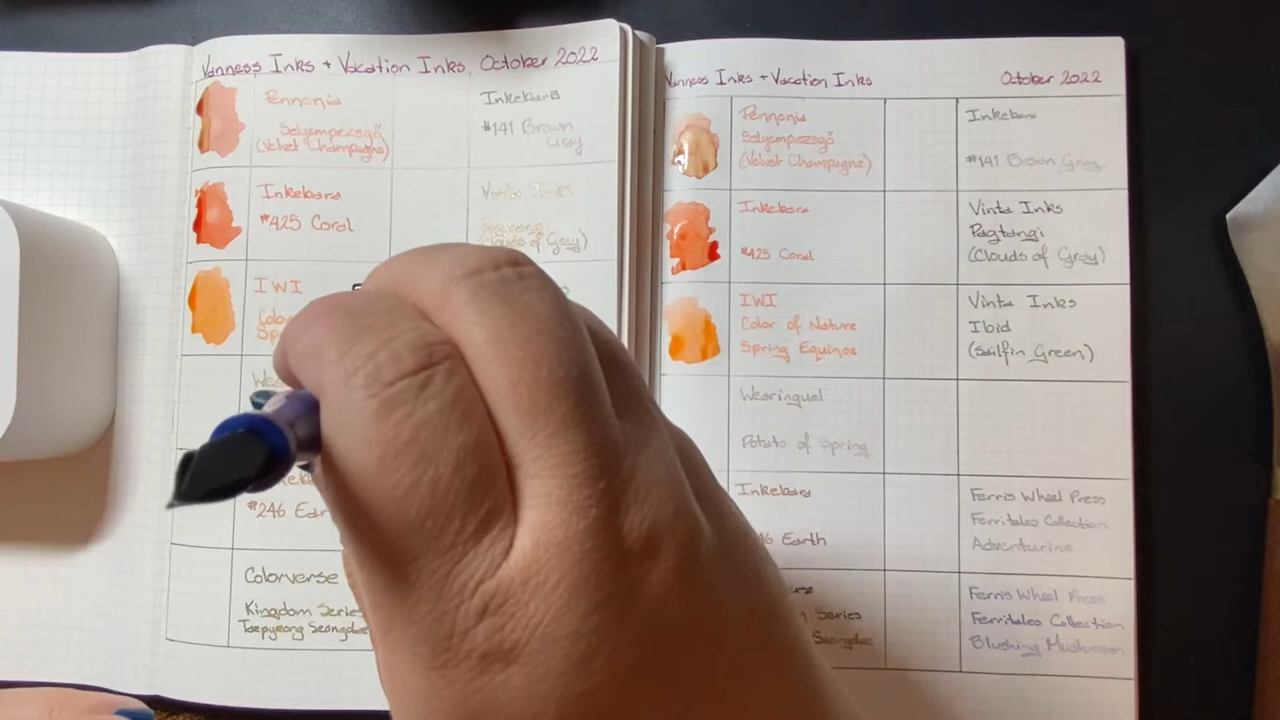 Vanness Inks + Vacation Inks October 2022
Pennonia
Selyempezsgő
(Velvet Champagne)
Inkebara
#141 Brown
Gray
Inkebara
#425 Coral
(Clouds of Gray)
IWI
#246 Ear
Colorverse
Kingdom Series
Taepyeong Seongdae
Vanness Inks + Vacation Inks October 2022
Pennonia
Selyempezsgő
(Velvet Champagne)
Inkebara
#141 Brown Gray
Inkebara
#425 Coral
Vinta Inks
Pagtangi
(Clouds of Gray)
IWI
Color of Nature
Spring Equinox
Vinta Inks
Ibid
(Sailfin Green)
Wearingeul
Potato of Spring
Inkebara
46 Earth
Ferris Wheel Press
Ferritales Collection
Adventurine
Series
Seongdae
Ferris Wheel Press
Ferritales Collection
Blushing Mushroom